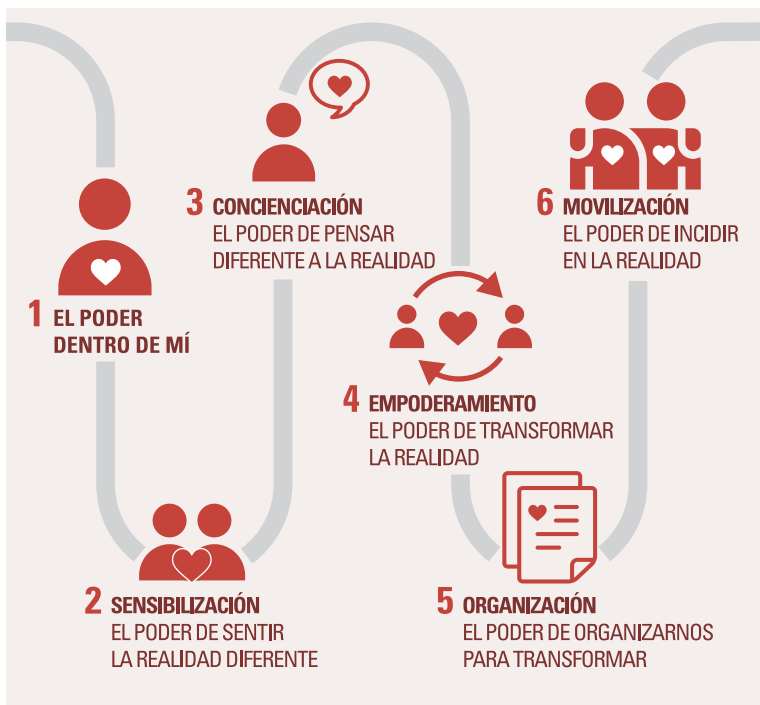 1 EL PODER
DENTRO DE MÍ
2 SENSIBILIZACIÓN
EL PODER DE SENTIR
LA REALIDAD DIFERENTE
3 CONCIENCIACIÓN
EL PODER DE PENSAR
DIFERENTE A LA REALIDAD
4 EMPODERAMIENTO
EL PODER DE TRANSFORMAR
LA REALIDAD
5 ORGANIZACIÓN
EL PODER DE ORGANIZARNOS
PARA TRANSFORMAR
6 MOVILIZACIÓN
EL PODER DE INCIDIR
EN LA REALIDAD